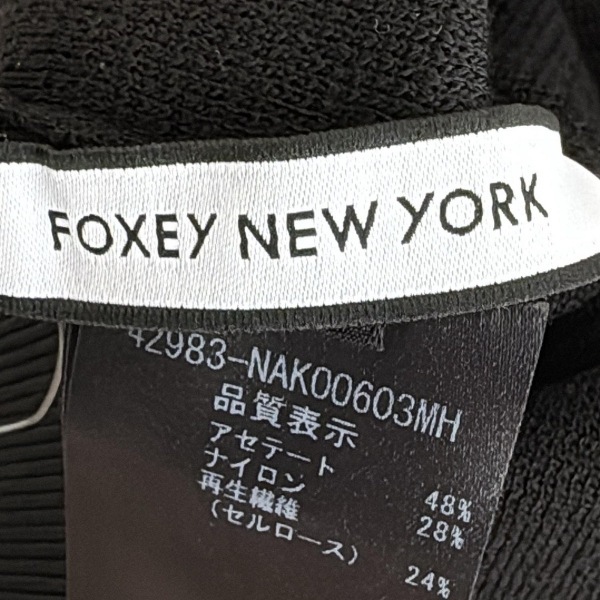 FOXEY NEW YORK
42983-NAK00603MH
品質表示
アセテート 48%
ナイロン 28%
再生繊維
(セルロース) 24%